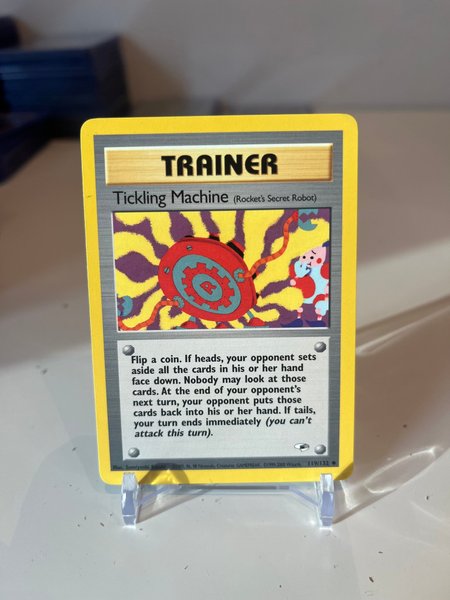 TRAINER
Tickling Machine (Rocket's Secret Robot)
Flip a coin. If heads, your opponent sets
aside all the cards in his or her hand
face down. Nobody may look at those
cards. At the end of your opponent's
next turn, your opponent puts those
cards back into his or her hand. If tails,
your turn ends immediately (you can't
attack this turn).
119/132